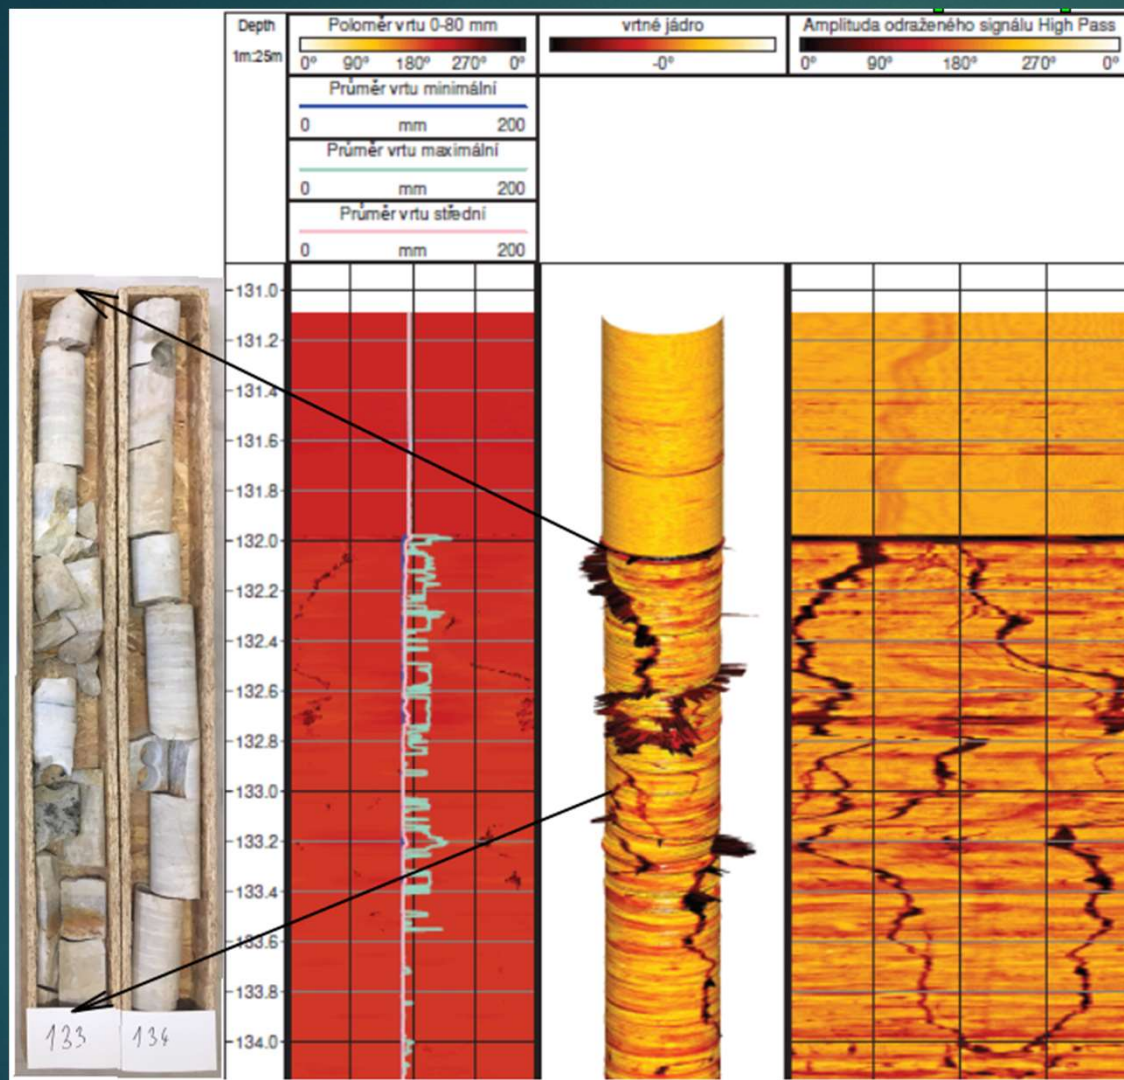 Depth
1m:25m
Poloměr vrtu 0-80 mm
0° 90° 180° 270° 0°
Průměr vrtu minimální
0 mm 200
Průměr vrtu maximální
0 mm 200
Průměr vrtu střední
0 mm 200
vrtné jádro
-0°
Amplituda odraženého signálu High Pass
0° 90° 180° 270° 0°
131.0
131.2
131.4
131.6
131.8
132.0
132.2
132.4
132.6
132.8
133.0
133.2
133.4
133.6
133.8
134.0
133 134